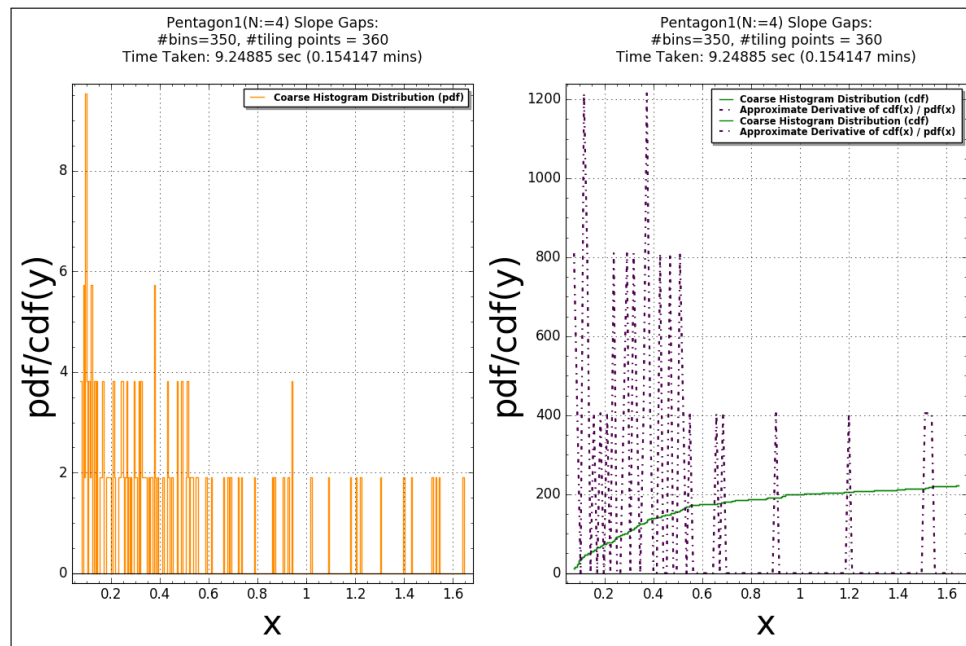 Pentagon1(N:=4) Slope Gaps:
#bins=350, #tiling points = 360
Time Taken: 9.24885 sec (0.154147 mins)
Coarse Histogram Distribution (pdf)
8
6
4
2
0
pdf/cdf(y)
0.2 0.4 0.6 0.8 1 1.2 1.4 1.6
x
Pentagon1(N:=4) Slope Gaps:
#bins=350, #tiling points = 360
Time Taken: 9.24885 sec (0.154147 mins)
Coarse Histogram Distribution (cdf)
Approximate Derivative of cdf(x) / pdf(x)
Coarse Histogram Distribution (cdf)
Approximate Derivative of cdf(x) / pdf(x)
1200
1000
800
600
400
200
0
pdf/cdf(y)
0.2 0.4 0.6 0.8 1 1.2 1.4 1.6
x